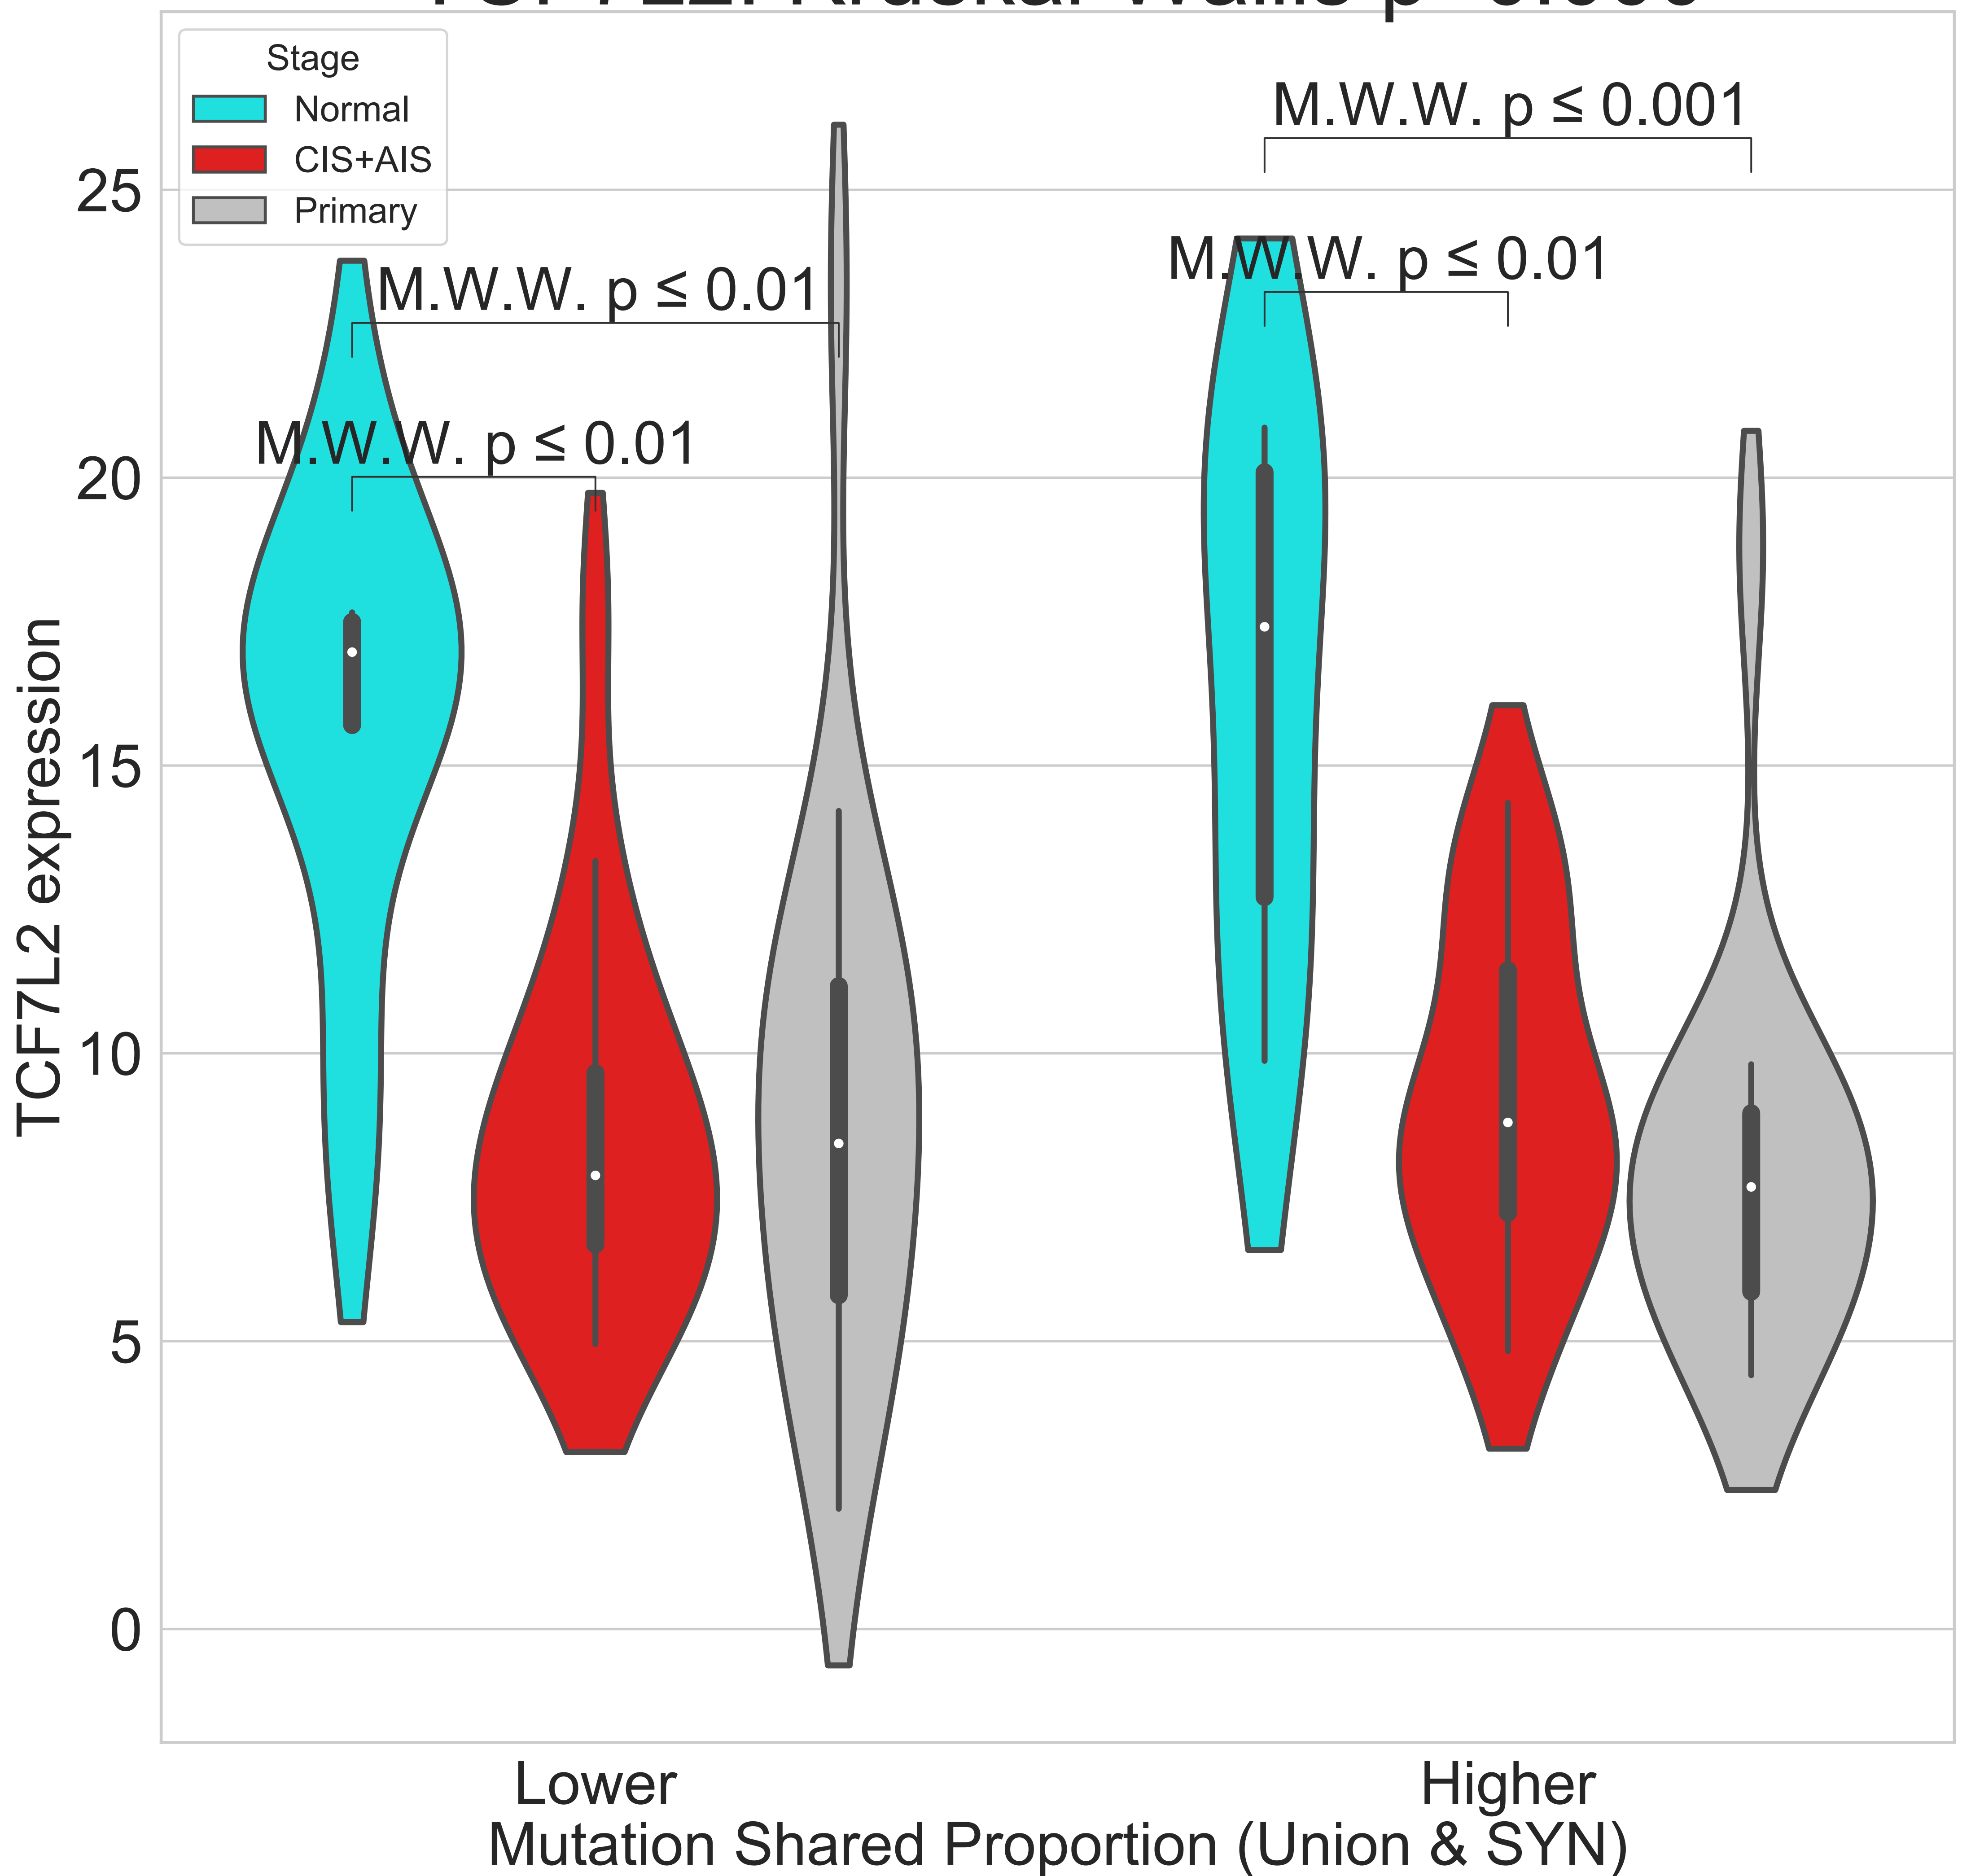 Stage
Normal
CIS+AIS
Primary
M.W.W. p ≤ 0.001
M.W.W. p ≤ 0.01
M.W.W. p ≤ 0.01
M.W.W. p ≤ 0.01
25
20
15
10
5
0
TCF7L2 expression
Lower
Higher
Mutation Shared Proportion (Union & SYN)